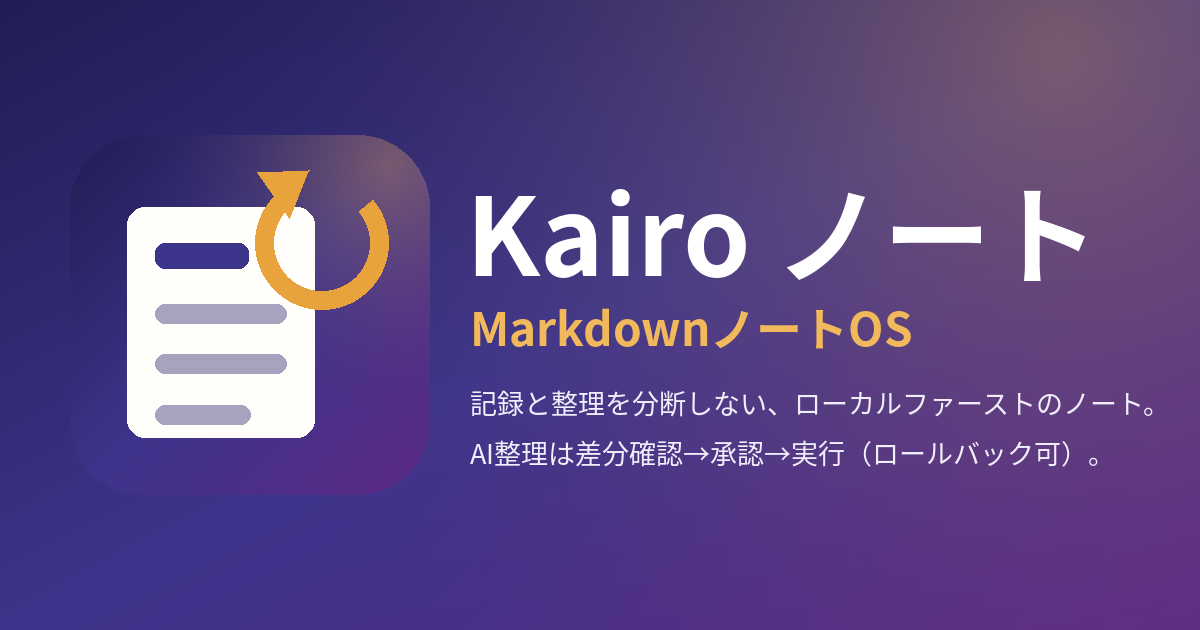 Kairo ノート
MarkdownノートOS
記録と整理を分断しない、ローカルファーストのノート。
AI整理は差分確認→承認→実行（ロールバック可）。